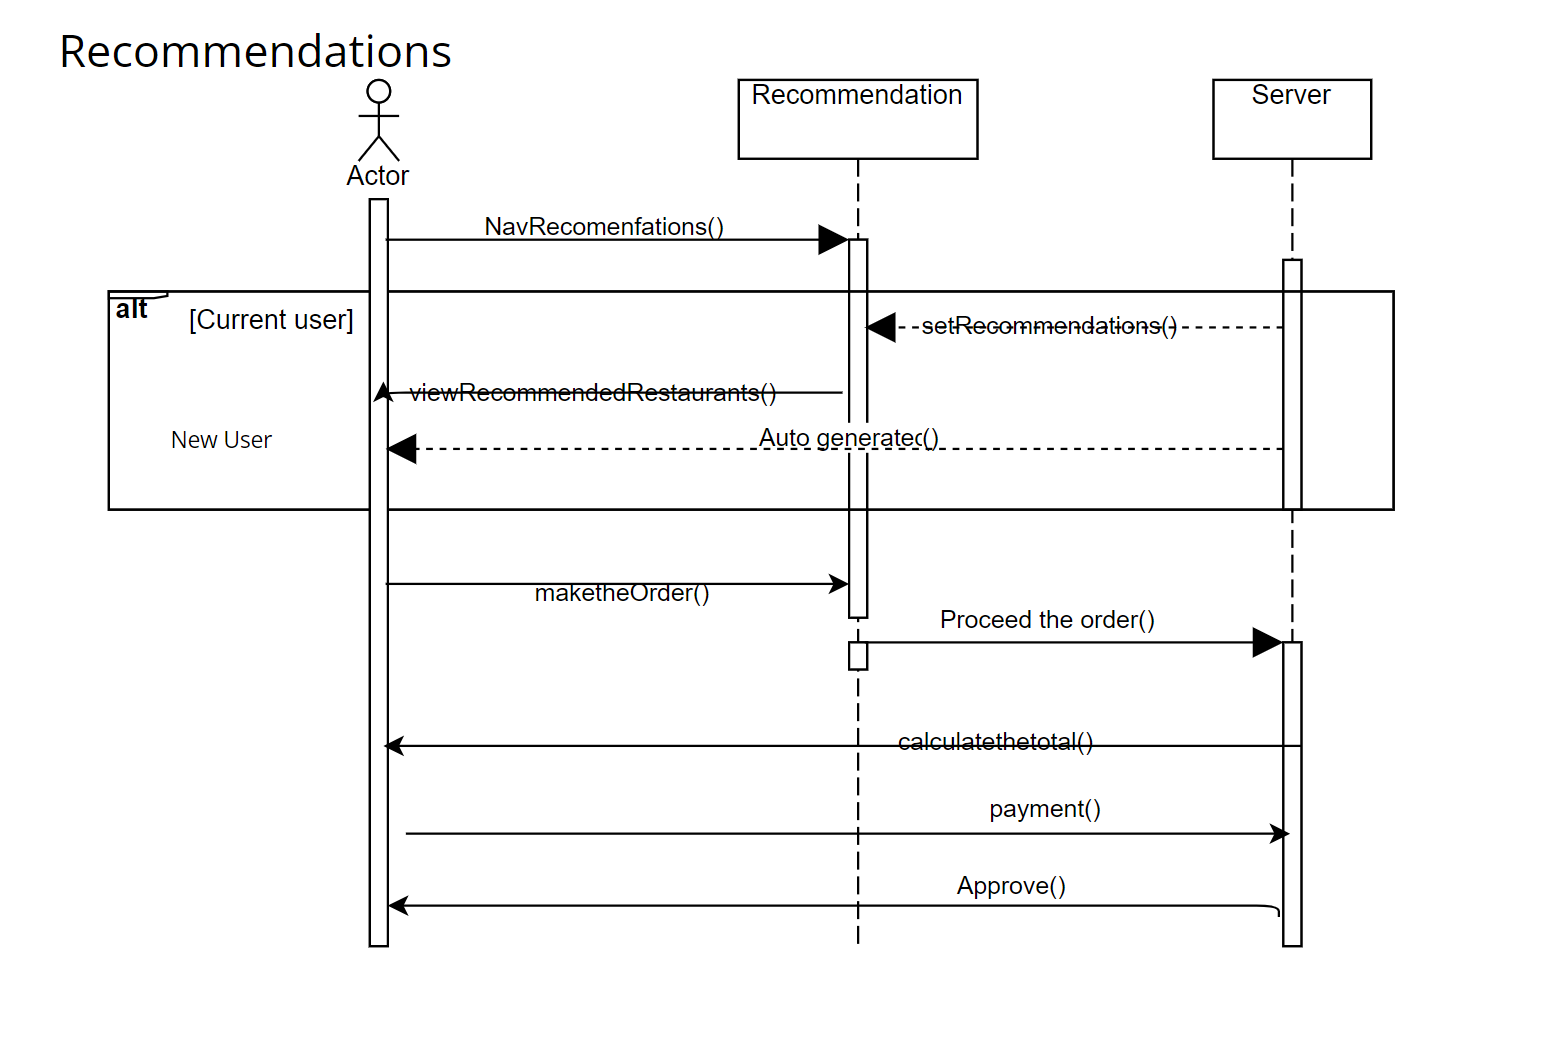 Recommendations
Recommendation
Server
Actor
NavRecomenfations()
alt
[Current user]
setRecommendations()
viewRecommendedRestaurants()
New User
Auto generated()
maketheOrder()
Proceed the order()
calculatethetotal()
payment()
Approve()